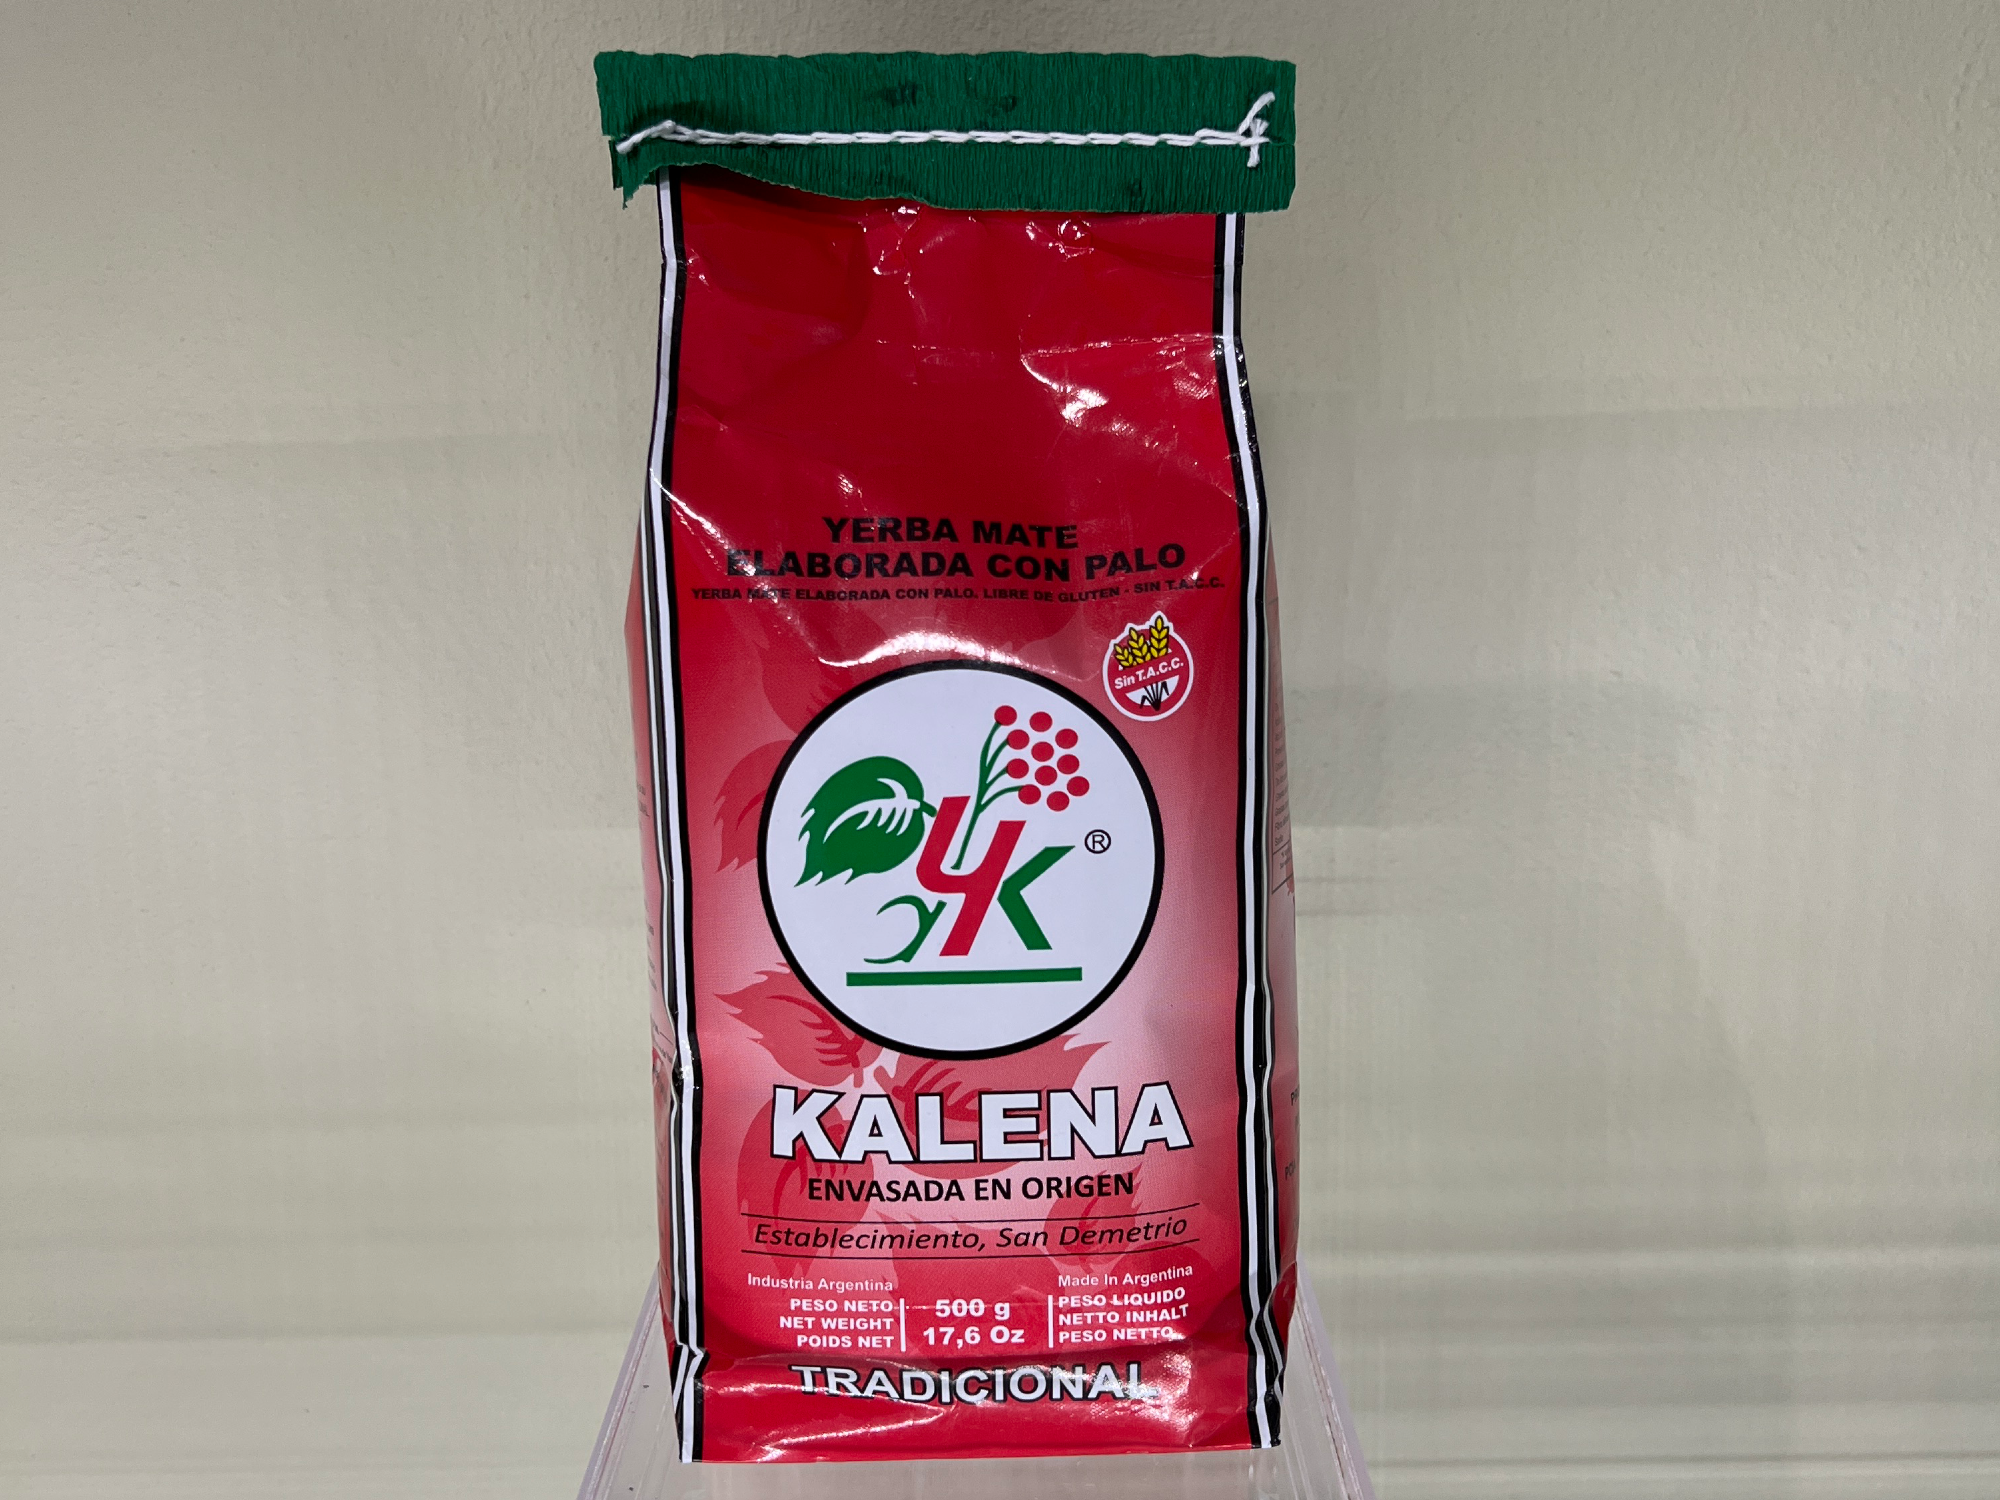 YERBA MATE
ELABORADA CON PALO
YERBA MATE ELABORADA CON PALO. LIBRE DE GLUTEN - SIN T.A.C.C.
Sin T.A.C.C.
YK ®
KALENA
ENVASADA EN ORIGEN
Establecimiento, San Demetrio
Industria Argentina
Made In Argentina
PESO NETO
NET WEIGHT
POIDS NET
500 g
17,6 Oz
PESO LIQUIDO
NETTO INHALT
PESO NETTO
TRADICIONAL